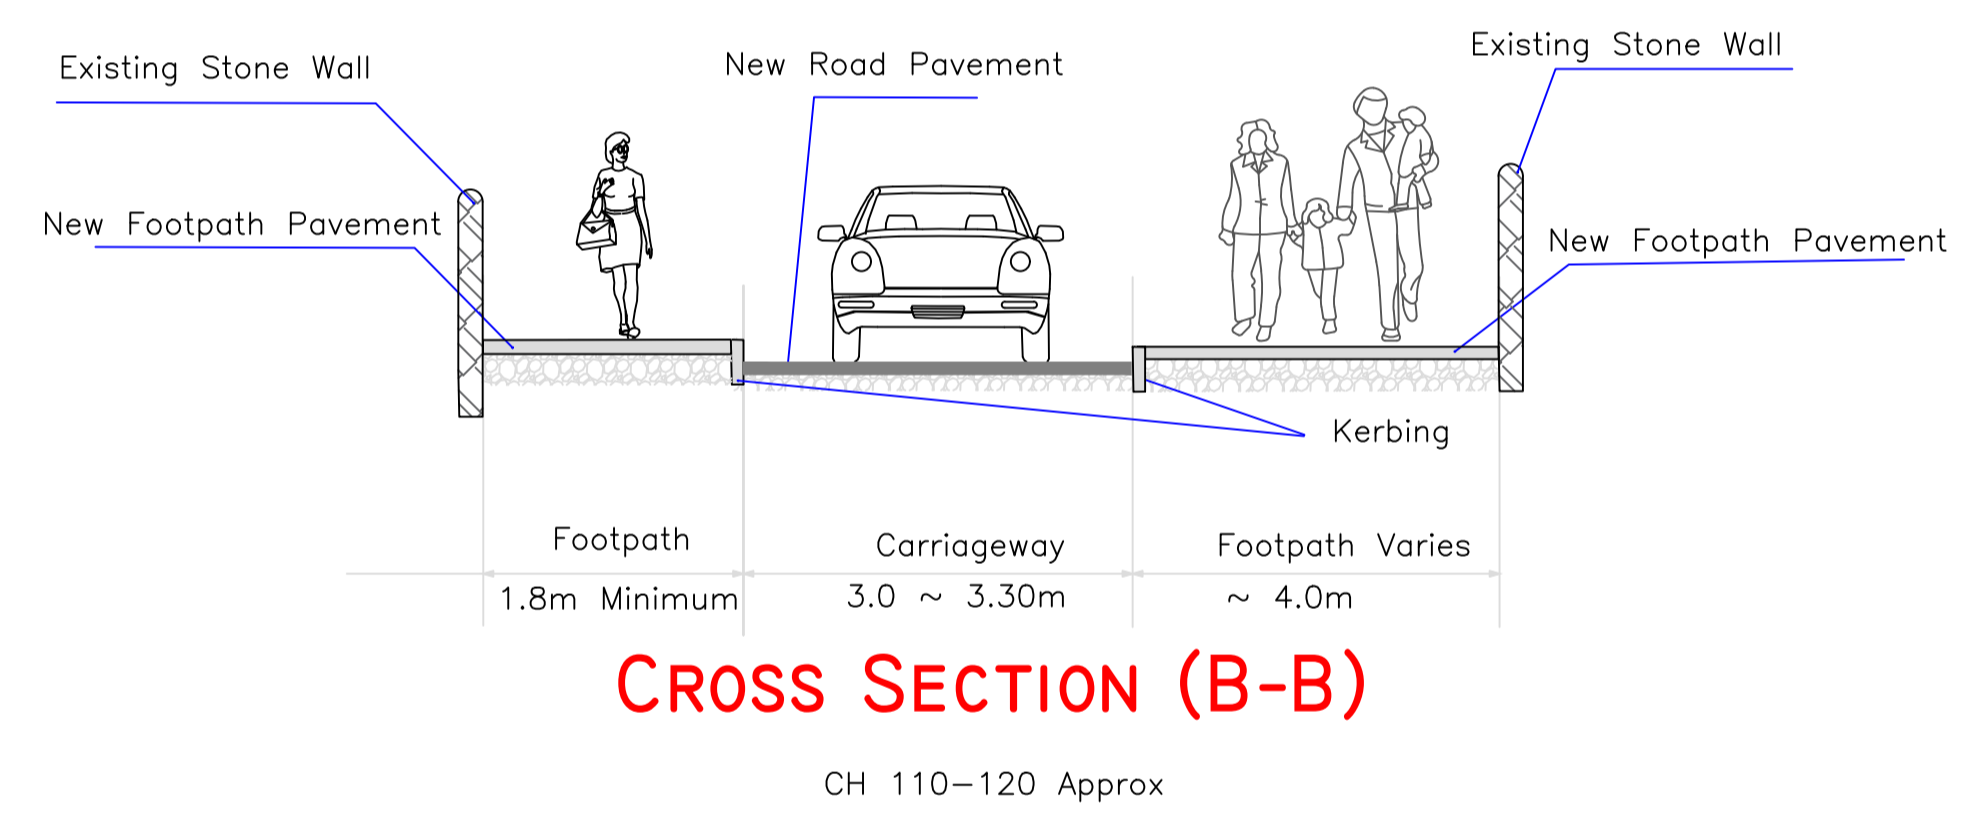 Existing Stone Wall
New Road Pavement
Existing Stone Wall
New Footpath Pavement
New Footpath Pavement
Kerbing
Footpath
Carriageway
Footpath Varies
1.8m Minimum
3.0 ~ 3.30m
~ 4.0m
CROSS SECTION (B-B)
CH 110-120 Approx